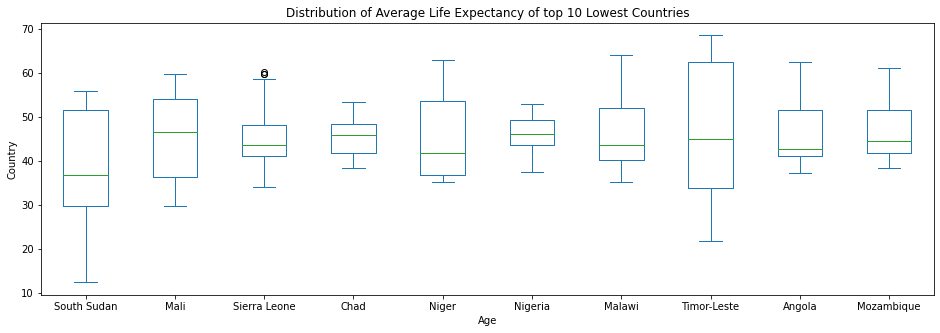 Distribution of Average Life Expectancy of top 10 Lowest Countries
70
60
50
40
30
20
10
Country
South Sudan Mali Sierra Leone Chad Niger Nigeria Malawi Timor-Leste Angola Mozambique
Age